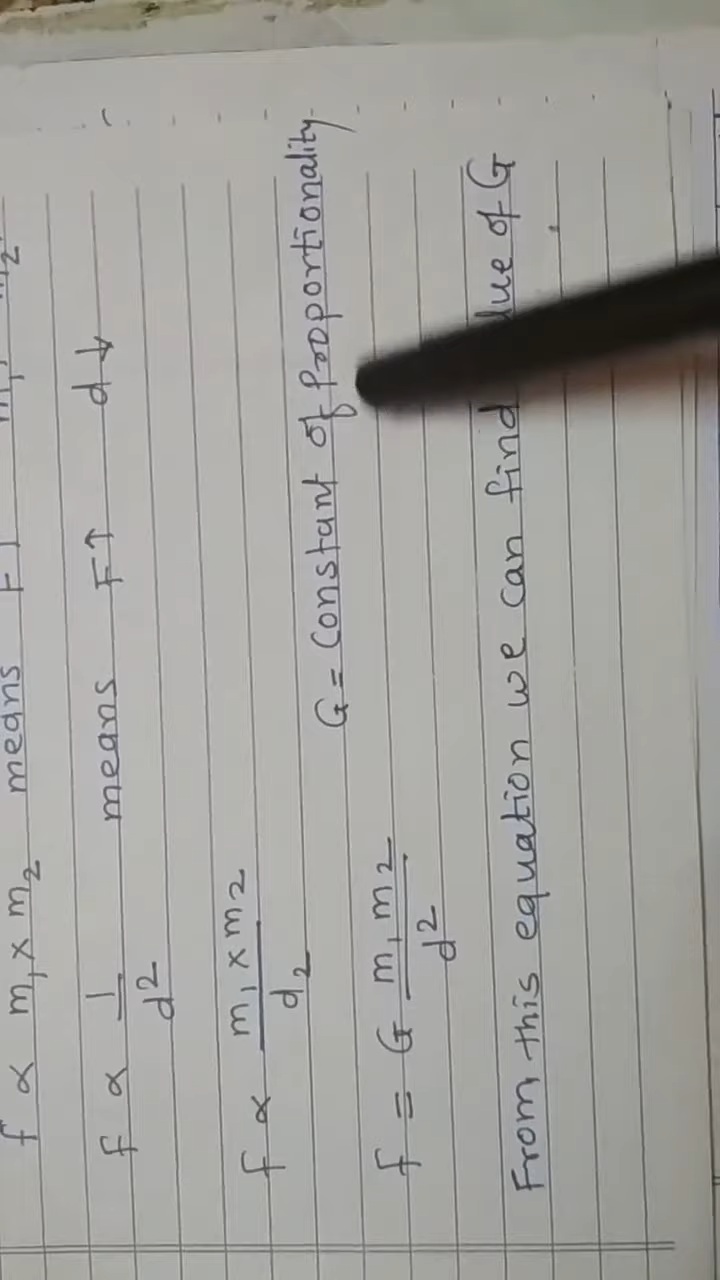 f ∝ m₁ x m₂ means F
f ∝ 1/d² means F↑ d↓
f ∝ m₁ x m₂/d₂
G = Constant of Proportionality
f = G m₁ m₂/d²
From, this equation we can find of G